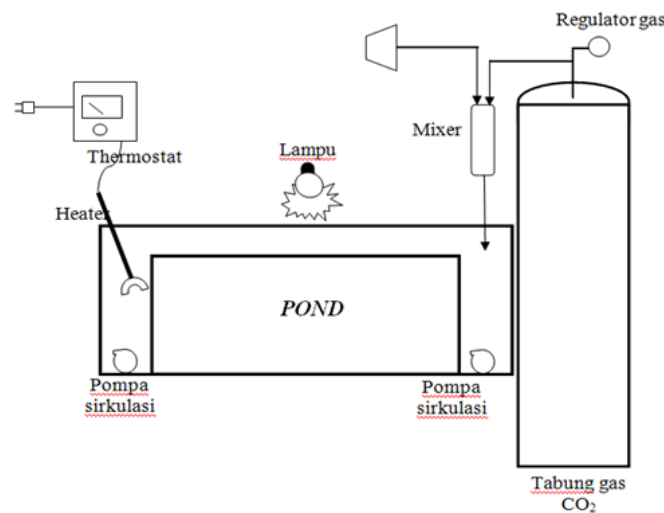 Regulator gas
Mixer
Thermostat
Lampu
Heater
POND
Pompa
sirkulasi
Pompa
sirkulasi
Tabung gas
CO₂